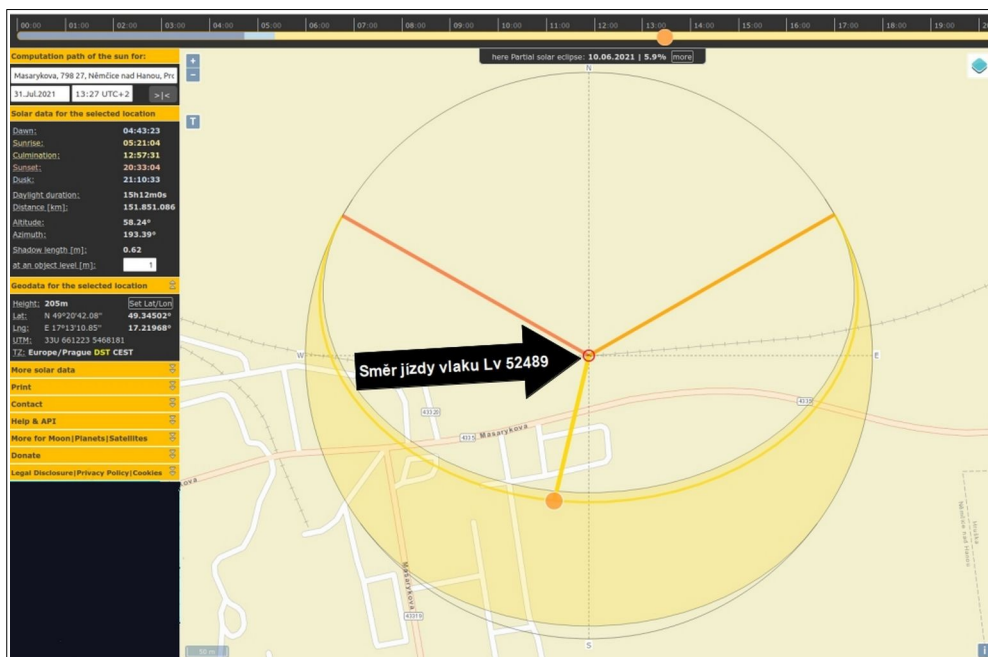 00:00 01:00 02:00 03:00 04:00 05:00 06:00 07:00 08:00 09:00 10:00 11:00 12:00 13:00 14:00 15:00 16:00 17:00 18:00 19:00
Computation path of the sun for:
Masarykova, 798 27, Němčice nad Hanou, Pro
31.Jul.2021 13:27 UTC+2 >|<
Solar data for the selected location
Dawn: 04:43:23
Sunrise: 05:21:04
Culmination: 12:57:31
Sunset: 20:33:04
Dusk: 21:10:33
Daylight duration: 15h12m0s
Distance [km]: 151.851.086
Altitude: 58.24°
Azimuth: 193.39°
Shadow length [m]: 0.62
at an object level [m]: 1
Geodata for the selected location
Height: 205m Set Lat/Lon
Lat: N 49°20'42.08" 49.34502°
Lng: E 17°13'10.85" 17.21968°
UTM: 33U 661223 5468181
TZ: Europe/Prague DST CEST
More solar data
Print
Contact
Help & API
More for Moon|Planets|Satellites
Donate
Legal Disclosure|Privacy Policy|Cookies
+
−
T
here Partial solar eclipse: 10.06.2021 | 5.9% more
N
W
E
S
Směr jízdy vlaku Lv 52489
43320
4335
Masarykova
4335
kova
Masarykova
43319
Hruška
Němčice nad Hanou
50 m
i